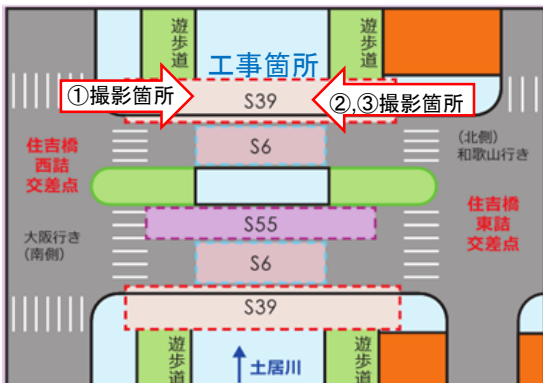 遊歩道
遊歩道
工事箇所
①撮影箇所
S39
②,③撮影箇所
住吉橋
西詰
交差点
S6
(北側)
和歌山行き
住吉橋
東詰
交差点
大阪行き
(南側)
S55
S6
S39
遊歩道
土居川
遊歩道